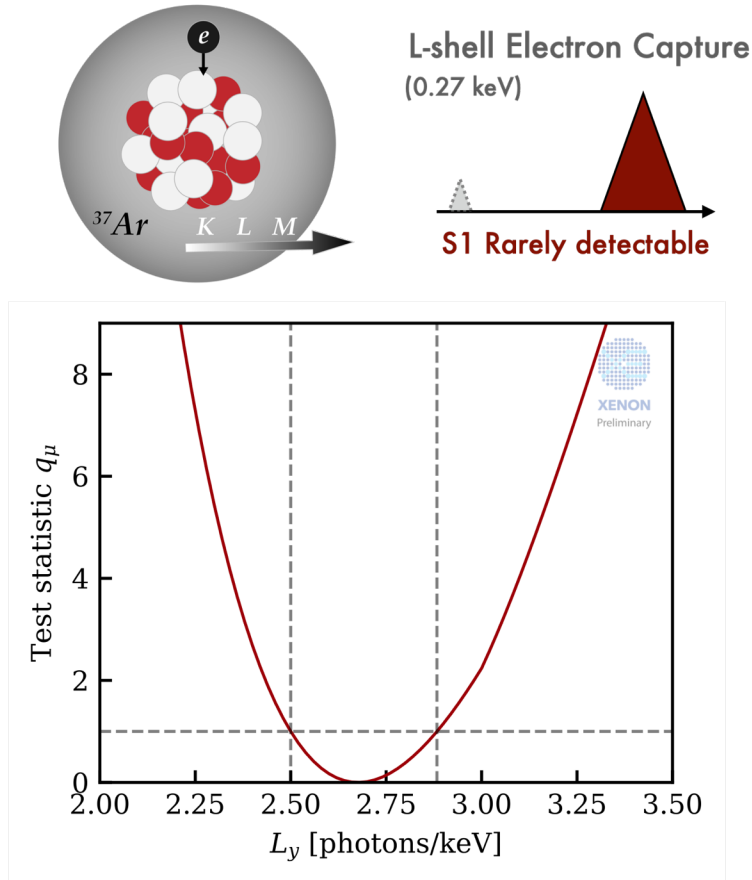 e
L-shell Electron Capture
(0.27 keV)
³⁷Ar
K L M
S1 Rarely detectable
8
6
4
2
0
Test statistic qμ
XENON
Preliminary
2.00 2.25 2.50 2.75 3.00 3.25 3.50
Ly [photons/keV]